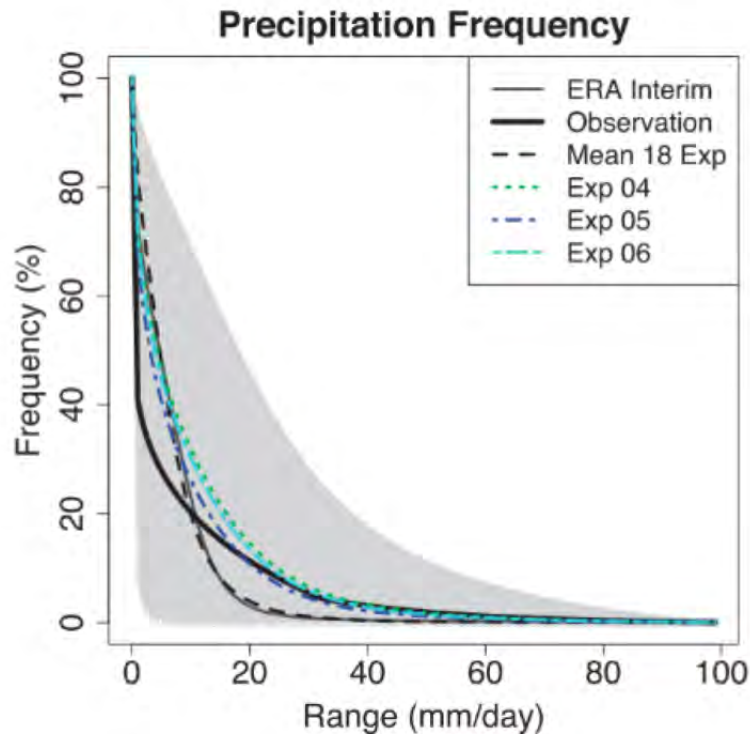 Precipitation Frequency
ERA Interim
Observation
Mean 18 Exp
Exp 04
Exp 05
Exp 06
Frequency (%)
100
80
60
40
20
0
0 20 40 60 80 100
Range (mm/day)